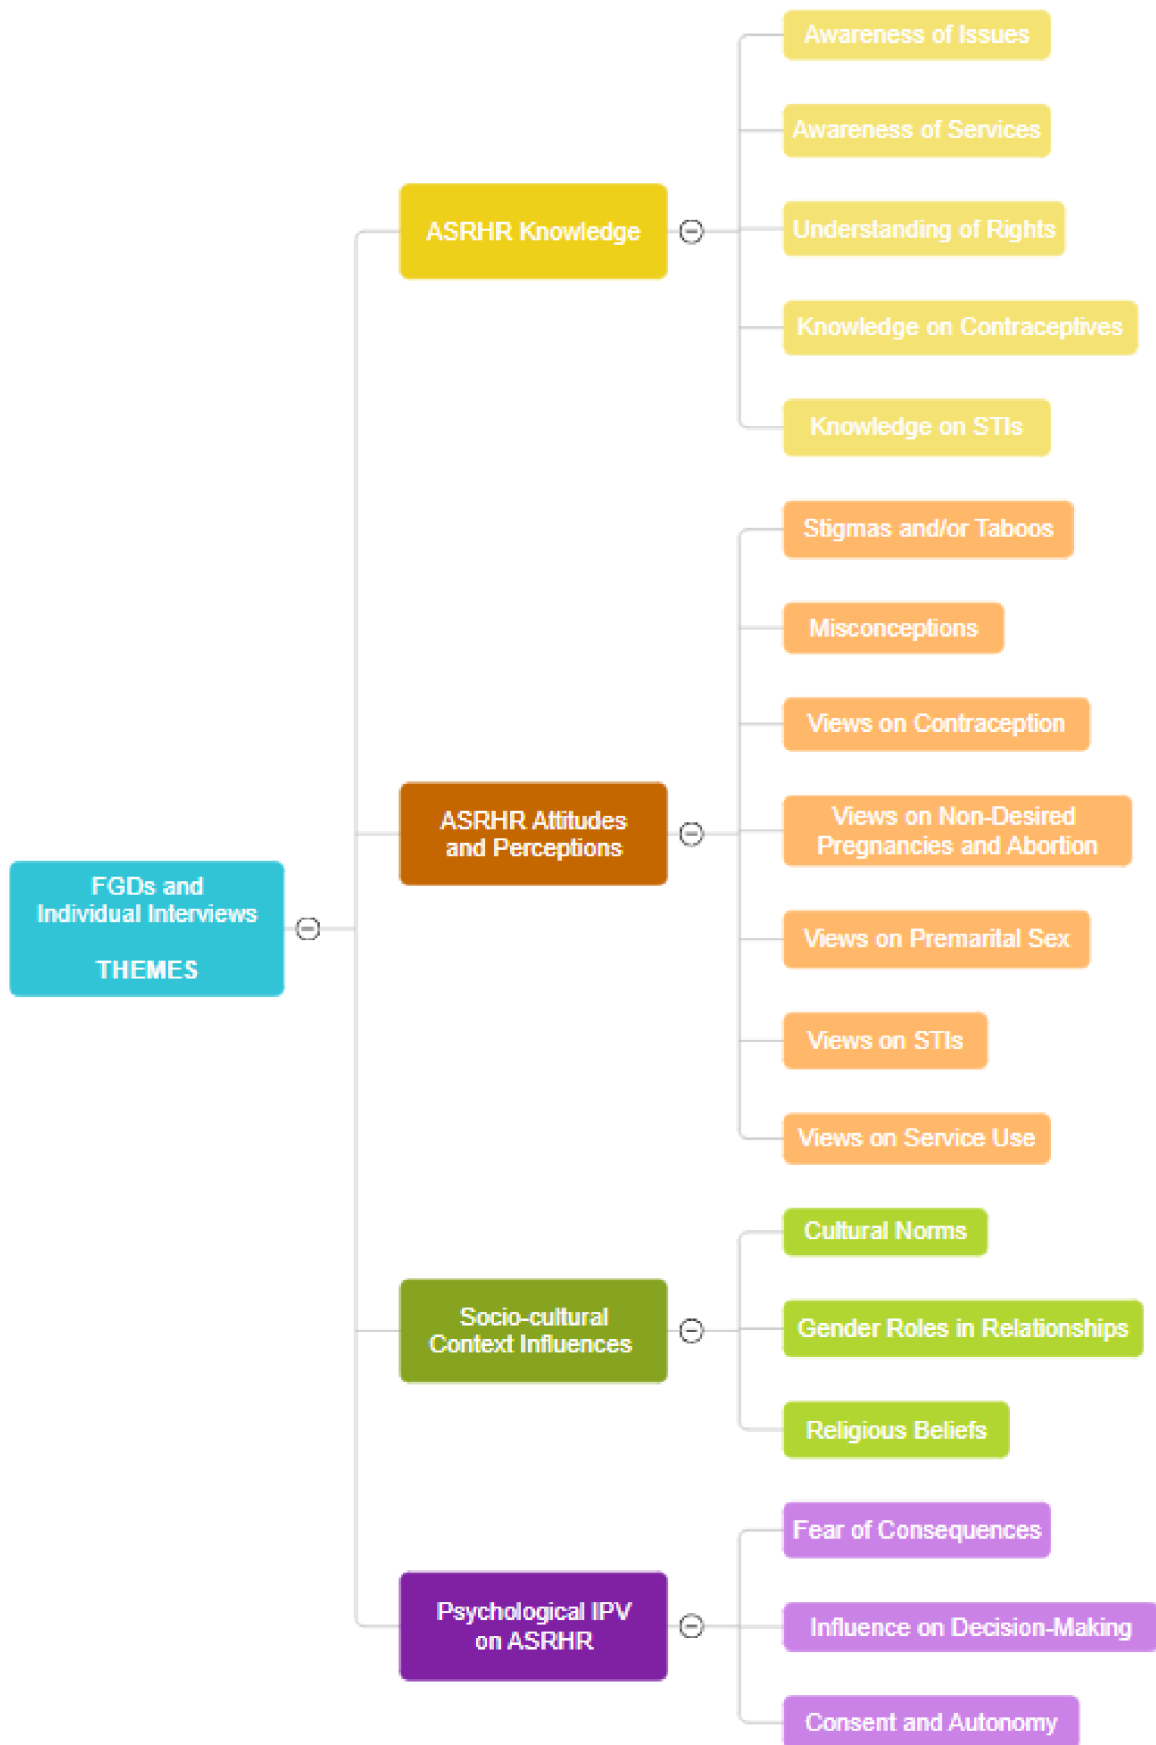 Awareness of Issues
Awareness of Services
ASRHR Knowledge
Understanding of Rights
Knowledge on Contraceptives
Knowledge on STIs
Stigmas and/or Taboos
Misconceptions
Views on Contraception
ASRHR Attitudes
and Perceptions
Views on Non-Desired
Pregnancies and Abortion
FGDs and
Individual Interviews
THEMES
Views on Premarital Sex
Views on STIs
Views on Service Use
Cultural Norms
Socio-cultural
Context Influences
Gender Roles in Relationships
Religious Beliefs
Fear of Consequences
Psychological IPV
on ASRHR
Influence on Decision-Making
Consent and Autonomy